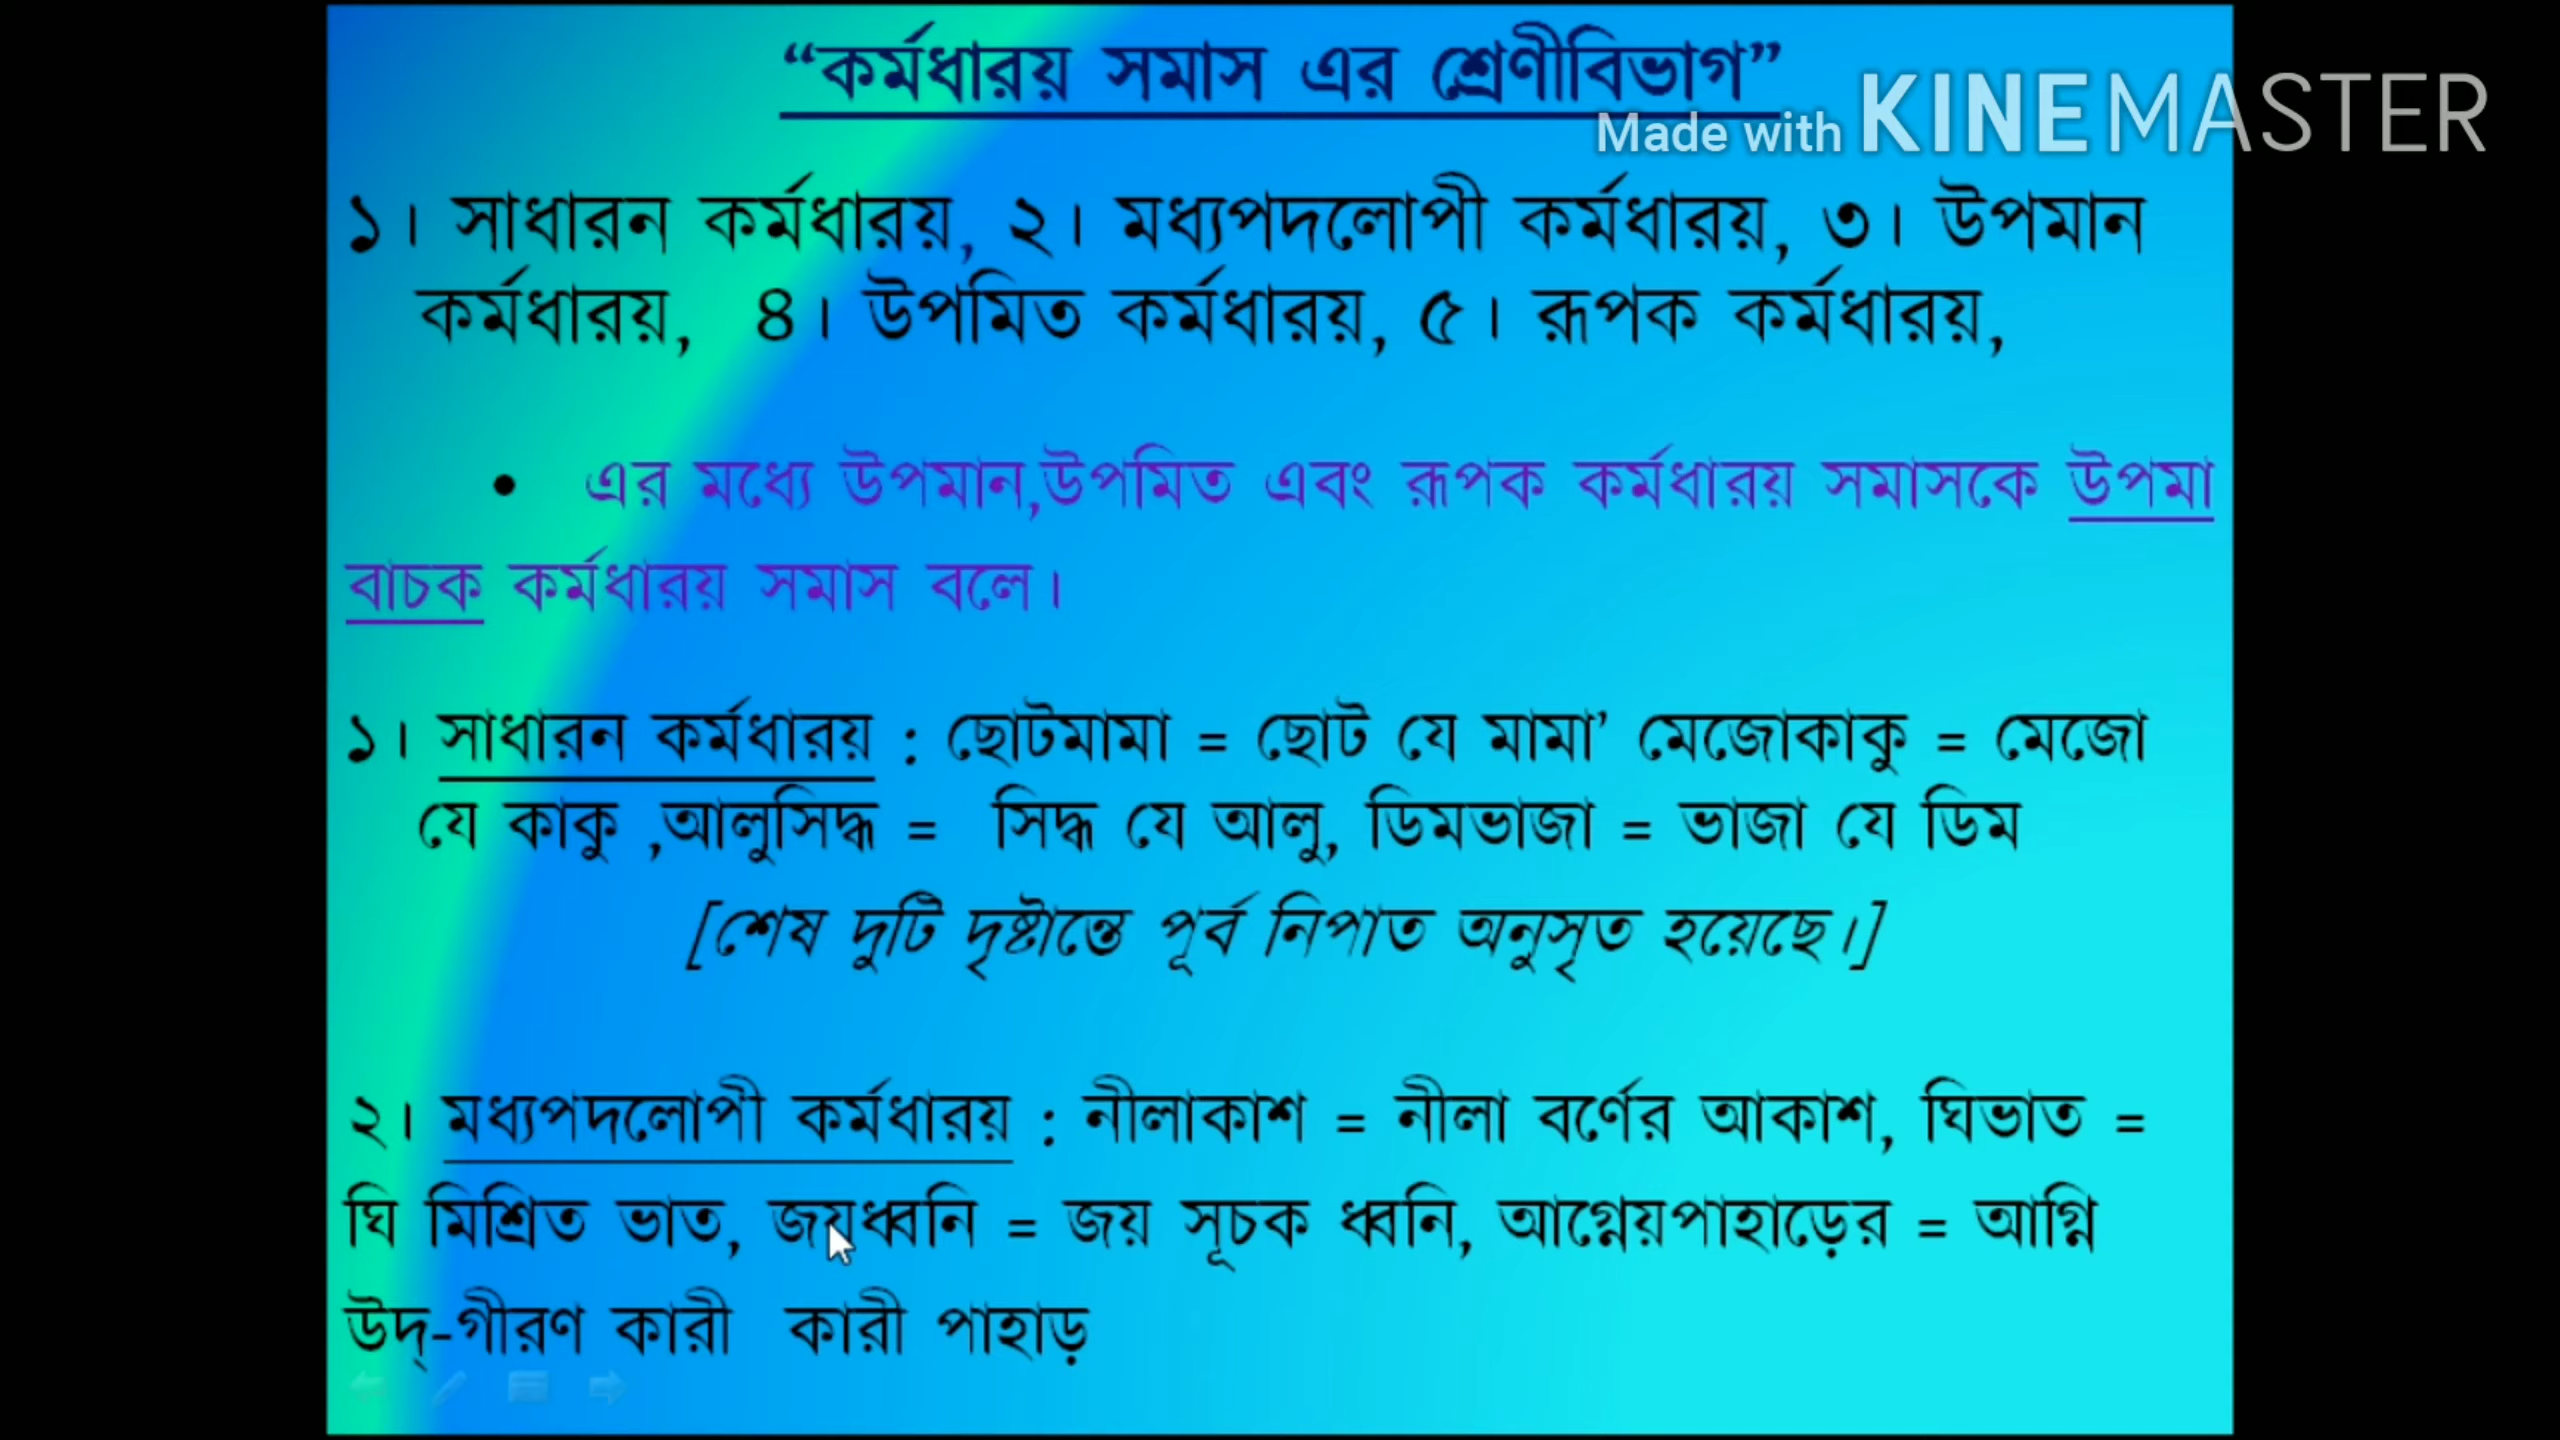 “কর্মধারয় সমাস এর শ্রেণীবিভাগ”
Made with KINEMASTER
১। সাধারন কর্মধারয়, ২। মধ্যপদলোপী কর্মধারয়, ৩। উপমান
কর্মধারয়, 8। উপমিত কর্মধারয়, ৫। রূপক কর্মধারয়,
• এর মধ্যে উপমান,উপমিত এবং রূপক কর্মধারয় সমাসকে উপমা
বাচক কর্মধারয় সমাস বলে।
১। সাধারন কর্মধারয় : ছোটমামা = ছোট যে মামা’ মেজোকাকু = মেজো
যে কাকু ,আলুসিদ্ধ = সিদ্ধ যে আলু, ডিমভাজা = ভাজা যে ডিম
[শেষ দুটি দৃষ্টান্তে পূর্ব নিপাত অনুসৃত হয়েছে।]
২। মধ্যপদলোপী কর্মধারয় : নীলাকাশ = নীলা বর্ণের আকাশ, ঘিভাত =
ঘি মিশ্রিত ভাত, জয়ধ্বনি = জয় সূচক ধ্বনি, আগ্নেয়পাহাড়ের = আগ্নি
উদ্-গীরণ কারী কারী পাহাড়